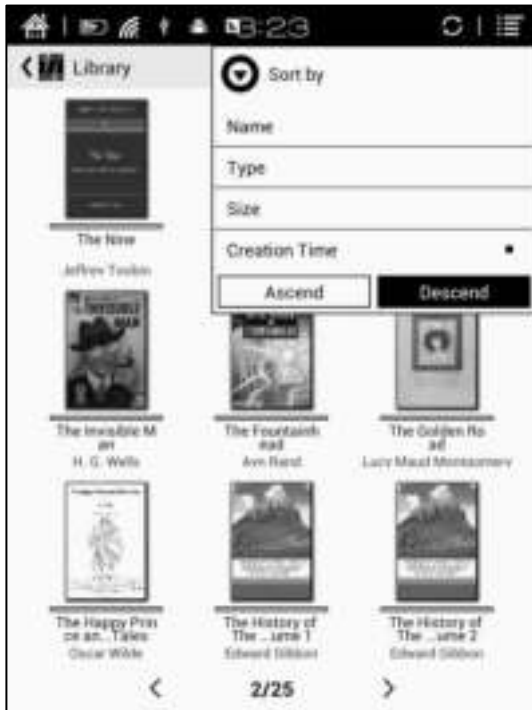 3:23
Library
Sort by
Name
Type
Size
Creation Time
Ascend
Descend
The Nine
Jeffrey Toobin
INVISIBLE
MAN
The Invisible M
an
H. G. Wells
The Fountainh
ead
Ayn Rand
The Golden Ro
ad
Lucy Maud Montgomery
The Happy Prin
ce an...Tales
Oscar Wilde
The History of
The ...ume 1
Edward Gibbon
The History of
The ...ume 2
Edward Gibbon
2/25